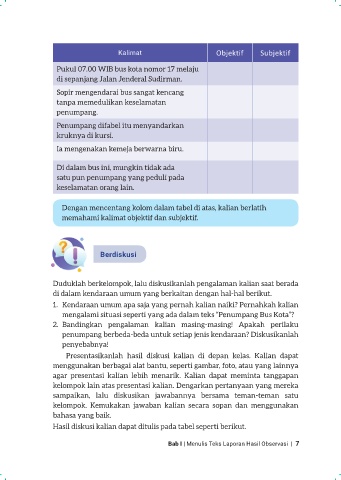 Kalimat Objektif Subjektif
Pukul 07.00 WIB bus kota nomor 17 melaju
di sepanjang Jalan Jenderal Sudirman.
Sopir mengendarai bus sangat kencang
tanpa memedulikan keselamatan
penumpang.
Penumpang difabel itu menyandarkan
kruknya di kursi.
Ia mengenakan kemeja berwarna biru.
Di dalam bus ini, mungkin tidak ada
satu pun penumpang yang peduli pada
keselamatan orang lain.
Dengan mencentang kolom dalam tabel di atas, kalian berlatih
memahami kalimat objektif dan subjektif.
Berdiskusi
Duduklah berkelompok, lalu diskusikanlah pengalaman kalian saat berada
di dalam kendaraan umum yang berkaitan dengan hal-hal berikut.
1. Kendaraan umum apa saja yang pernah kalian naiki? Pernahkah kalian
mengalami situasi seperti yang ada dalam teks "Penumpang Bus Kota"?
2. Bandingkan pengalaman kalian masing-masing! Apakah perilaku
penumpang berbeda-beda untuk setiap jenis kendaraan? Diskusikanlah
penyebabnya!
Presentasikanlah hasil diskusi kalian di depan kelas. Kalian dapat
menggunakan berbagai alat bantu, seperti gambar, foto, atau yang lainnya
agar presentasi kalian lebih menarik. Kalian dapat meminta tanggapan
kelompok lain atas presentasi kalian. Dengarkan pertanyaan yang mereka
sampaikan, lalu diskusikan jawabannya bersama teman-teman satu
kelompok. Kemukakan jawaban kalian secara sopan dan menggunakan
bahasa yang baik.
Hasil diskusi kalian dapat ditulis pada tabel seperti berikut.
Bab I | Menulis Teks Laporan Hasil Observasi | 7